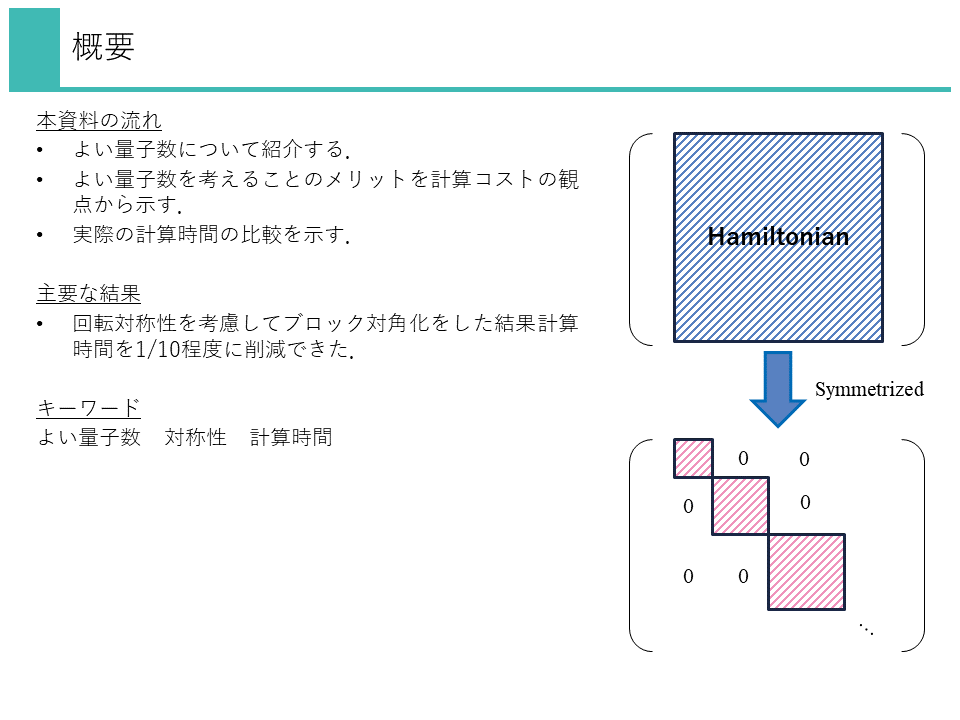 概要
本資料の流れ
• よい量子数について紹介する.
• よい量子数を考えることのメリットを計算コストの観
点から示す.
• 実際の計算時間の比較を示す.
主要な結果
• 回転対称性を考慮してブロック対角化をした結果計算
時間を1/10程度に削減できた.
キーワード
よい量子数 対称性 計算時間
Hamiltonian
Symmetrized
0 0
0 0
0 0
⋱